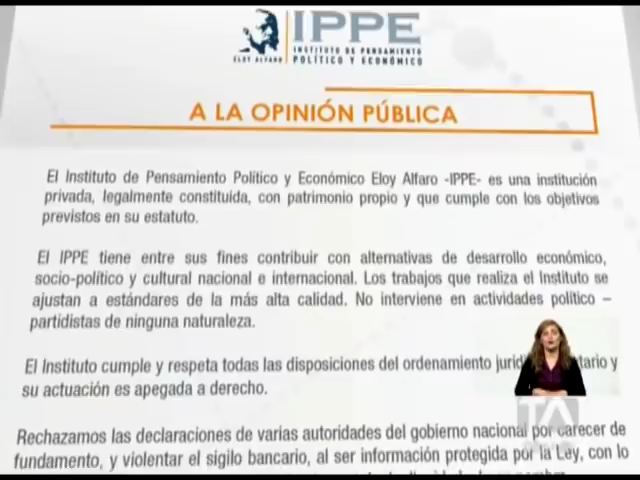 IPPE
INSTITUTO DE PENSAMIENTO
POLÍTICO Y ECONÓMICO
ELOY ALFARO
A LA OPINIÓN PÚBLICA
El Instituto de Pensamiento Político y Económico Eloy Alfaro -IPPE- es una institución
privada, legalmente constituida, con patrimonio propio y que cumple con los objetivos
previstos en su estatuto.
El IPPE tiene entre sus fines contribuir con alternativas de desarrollo económico,
socio-político y cultural nacional e internacional. Los trabajos que realiza el Instituto se
ajustan a estándares de la más alta calidad. No interviene en actividades político –
partidistas de ninguna naturaleza.
El Instituto cumple y respeta todas las disposiciones del ordenamiento
su actuación es apegada a derecho.
Rechazamos las declaraciones de varias autoridades del gobierno nacional por carecer de
fundamento, y violentar el sigilo bancario, al ser información protegida por la Ley, con lo
TA